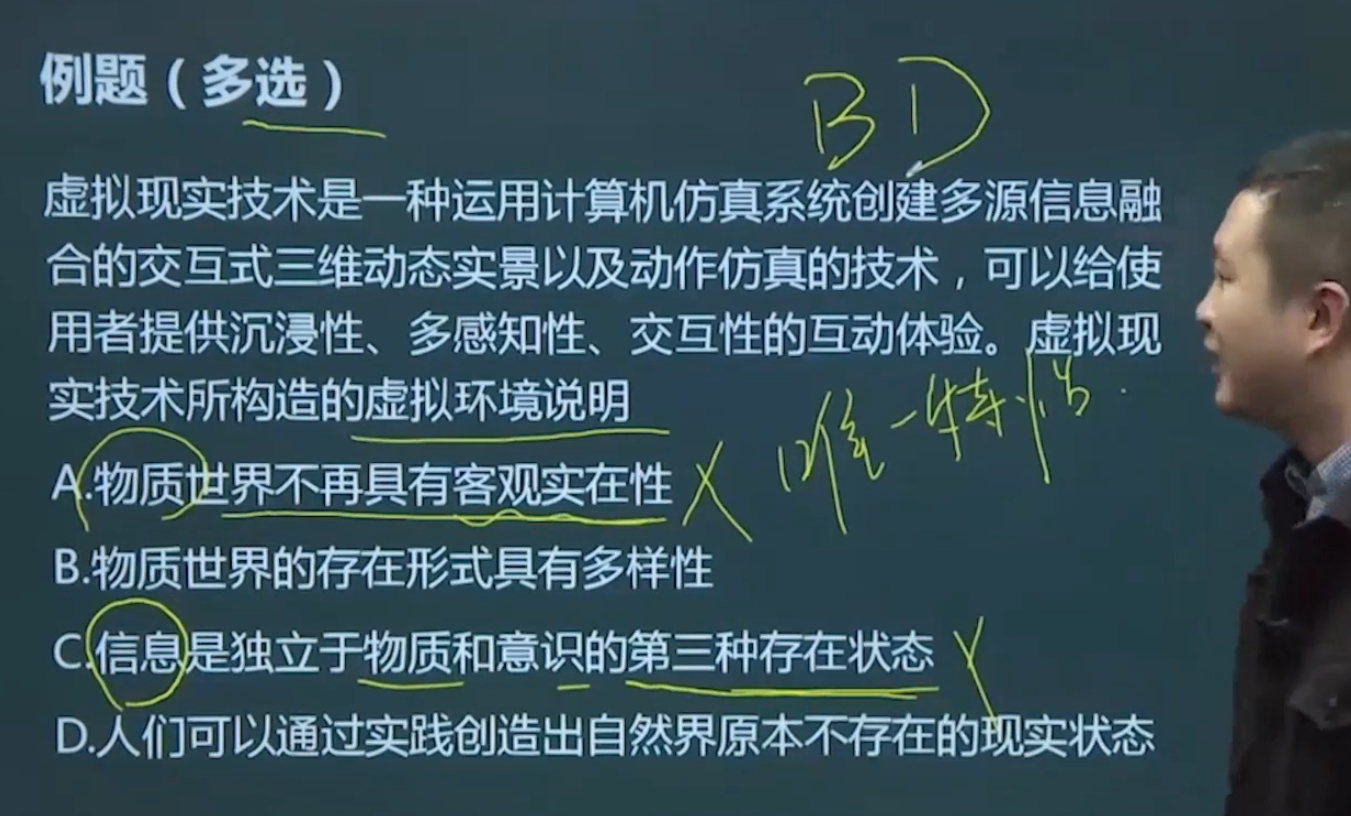 例题（多选）
BD
虚拟现实技术是一种运用计算机仿真系统创建多源信息融
合的交互式三维动态实景以及动作仿真的技术，可以给使
用者提供沉浸性、多感知性、交互性的互动体验。虚拟现
实技术所构造的虚拟环境说明
唯一特性
A.物质世界不再具有客观实在性 X
B.物质世界的存在形式具有多样性
C.信息是独立于物质和意识的第三种存在状态 X
D.人们可以通过实践创造出自然界原本不存在的现实状态